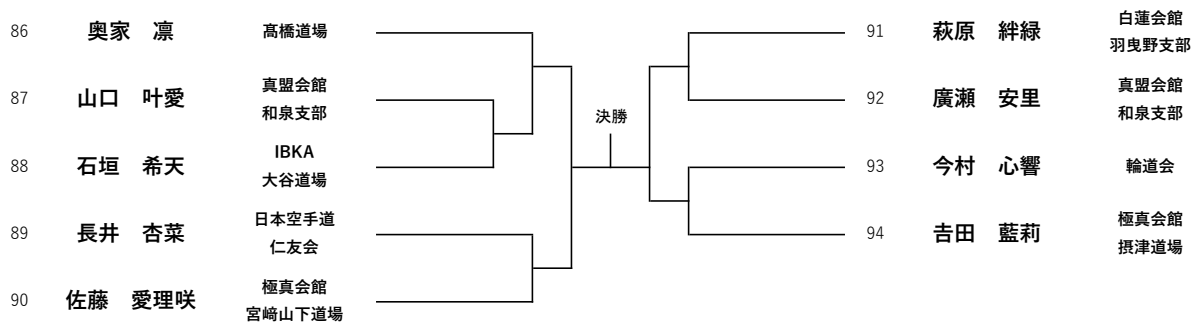 86 奥家　凛 髙橋道場
87 山口　叶愛 真盟会館
和泉支部
88 石垣　希天 IBKA
大谷道場
89 長井　杏菜 日本空手道
仁友会
90 佐藤　愛理咲 極真会館
宮﨑山下道場
決勝
91 萩原　絆緑 白蓮会館
羽曳野支部
92 廣瀬　安里 真盟会館
和泉支部
93 今村　心響 輪道会
94 𠮷田　藍莉 極真会館
摂津道場